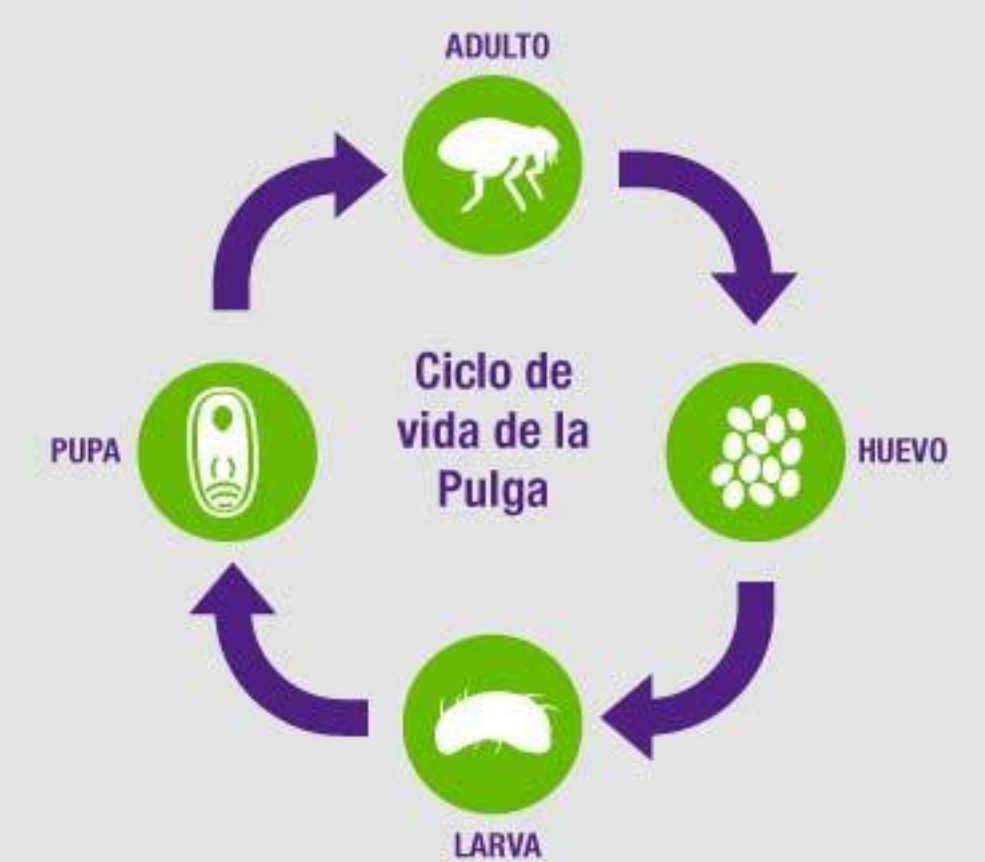 ADULTO
Ciclo de
vida de la
Pulga
PUPA
HUEVO
LARVA